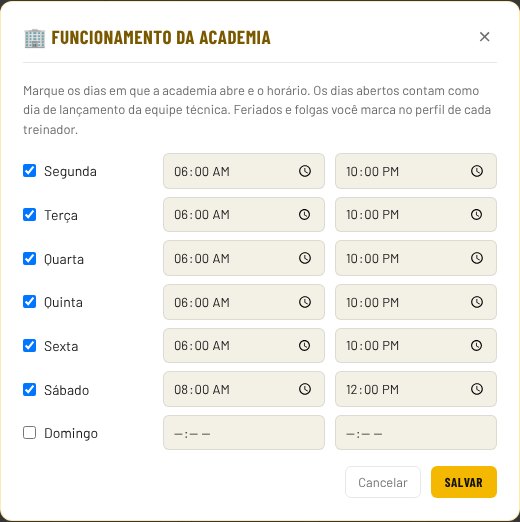 FUNCIONAMENTO DA ACADEMIA
Marque os dias em que a academia abre e o horário. Os dias abertos contam como
dia de lançamento da equipe técnica. Feriados e folgas você marca no perfil de cada
treinador.
Segunda 06:00 AM 10:00 PM
Terça 06:00 AM 10:00 PM
Quarta 06:00 AM 10:00 PM
Quinta 06:00 AM 10:00 PM
Sexta 06:00 AM 10:00 PM
Sábado 08:00 AM 12:00 PM
Domingo --:-- -- --:-- --
Cancelar SALVAR